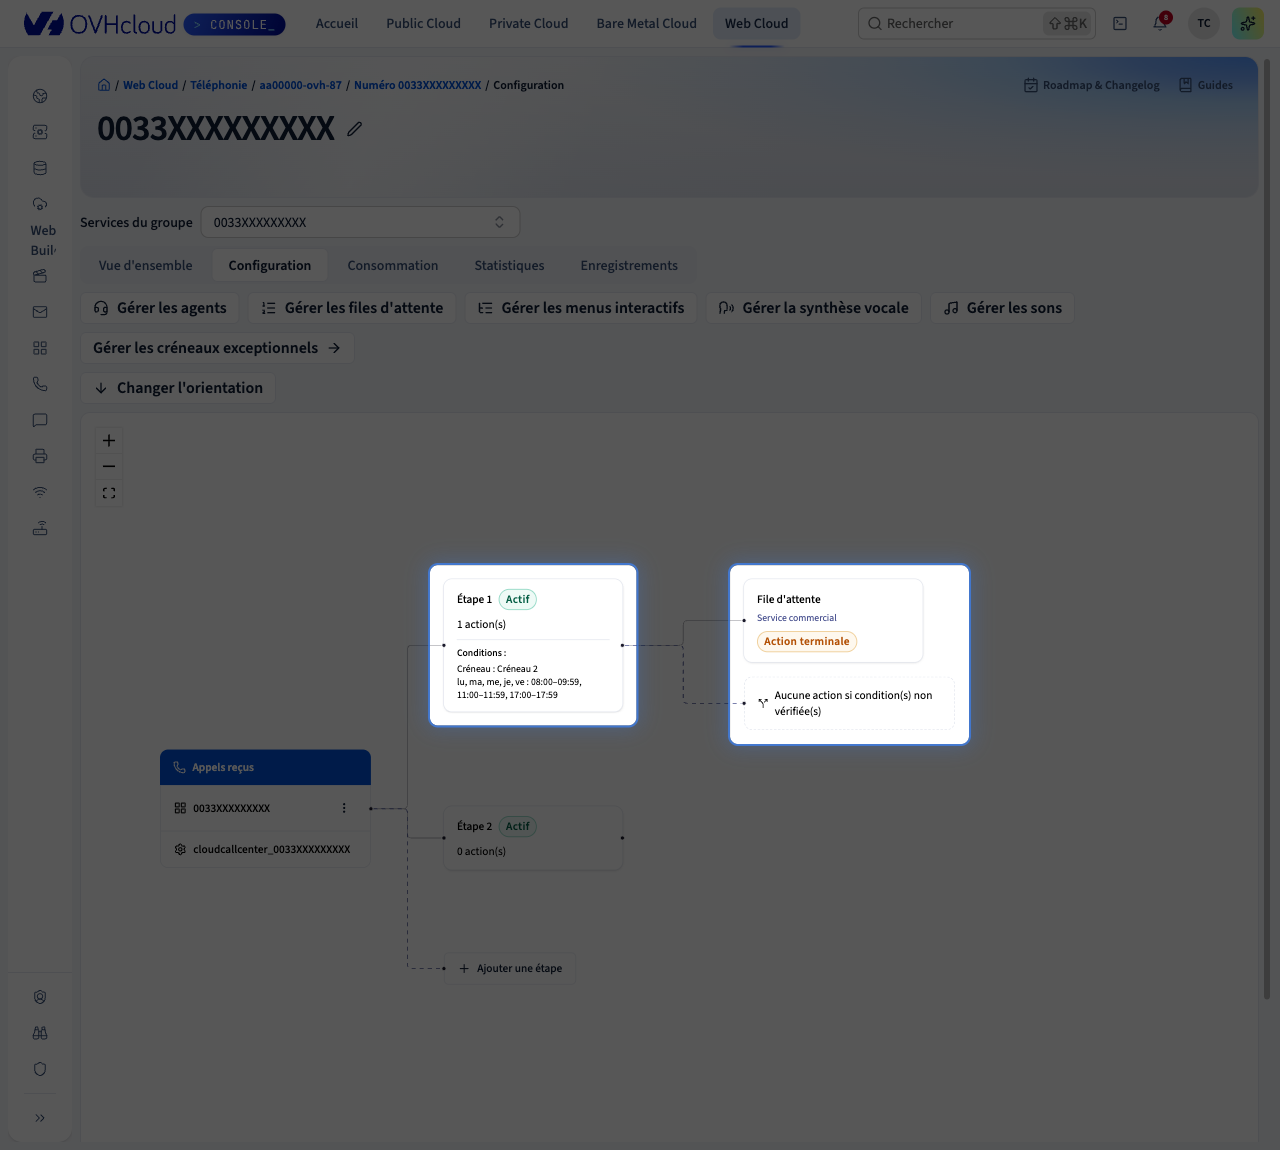 OVHcloud
> CONSOLE_
Accueil
Public Cloud
Private Cloud
Bare Metal Cloud
Web Cloud
Rechercher
⇧⌘K
8
TC
/ Web Cloud / Téléphonie / aa00000-ovh-87 / Numéro 0033XXXXXXXXX / Configuration
Roadmap & Changelog
Guides
0033XXXXXXXXX
Services du groupe
0033XXXXXXXXX
Web
Vue d'ensemble
Configuration
Consommation
Statistiques
Enregistrements
Gérer les agents
Gérer les files d'attente
Gérer les menus interactifs
Gérer la synthèse vocale
Gérer les sons
Gérer les créneaux exceptionnels
Changer l'orientation
Étape 1
Actif
1 action(s)
Conditions :
Créneau : Créneau 2
lu, ma, me, je, ve : 08:00–09:59,
11:00–11:59, 17:00–17:59
File d'attente
Service commercial
Action terminale
Aucune action si condition(s) non
vérifiée(s)
Appels reçus
0033XXXXXXXXX
cloudcallcenter_0033XXXXXXXXX
Étape 2
Actif
0 action(s)
Ajouter une étape